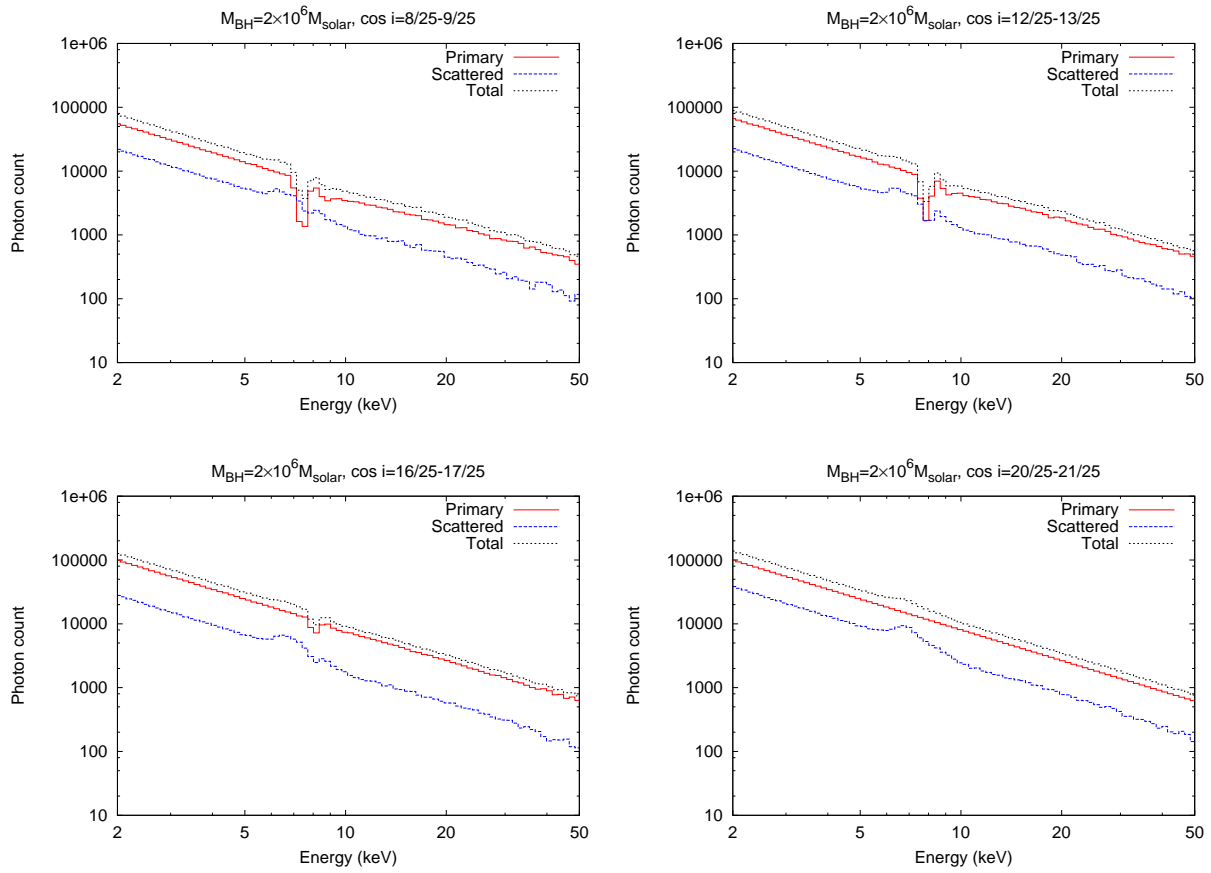 M_BH=2×10^6M_solar, cos i=8/25-9/25
1e+06
100000
10000
1000
100
10
Photon count
Primary
Scattered
Total
2
5
10
20
50
Energy (keV)
M_BH=2×10^6M_solar, cos i=12/25-13/25
1e+06
100000
10000
1000
100
10
Photon count
Primary
Scattered
Total
2
5
10
20
50
Energy (keV)
M_BH=2×10^6M_solar, cos i=16/25-17/25
1e+06
100000
10000
1000
100
10
Photon count
Primary
Scattered
Total
2
5
10
20
50
Energy (keV)
M_BH=2×10^6M_solar, cos i=20/25-21/25
1e+06
100000
10000
1000
100
10
Photon count
Primary
Scattered
Total
2
5
10
20
50
Energy (keV)